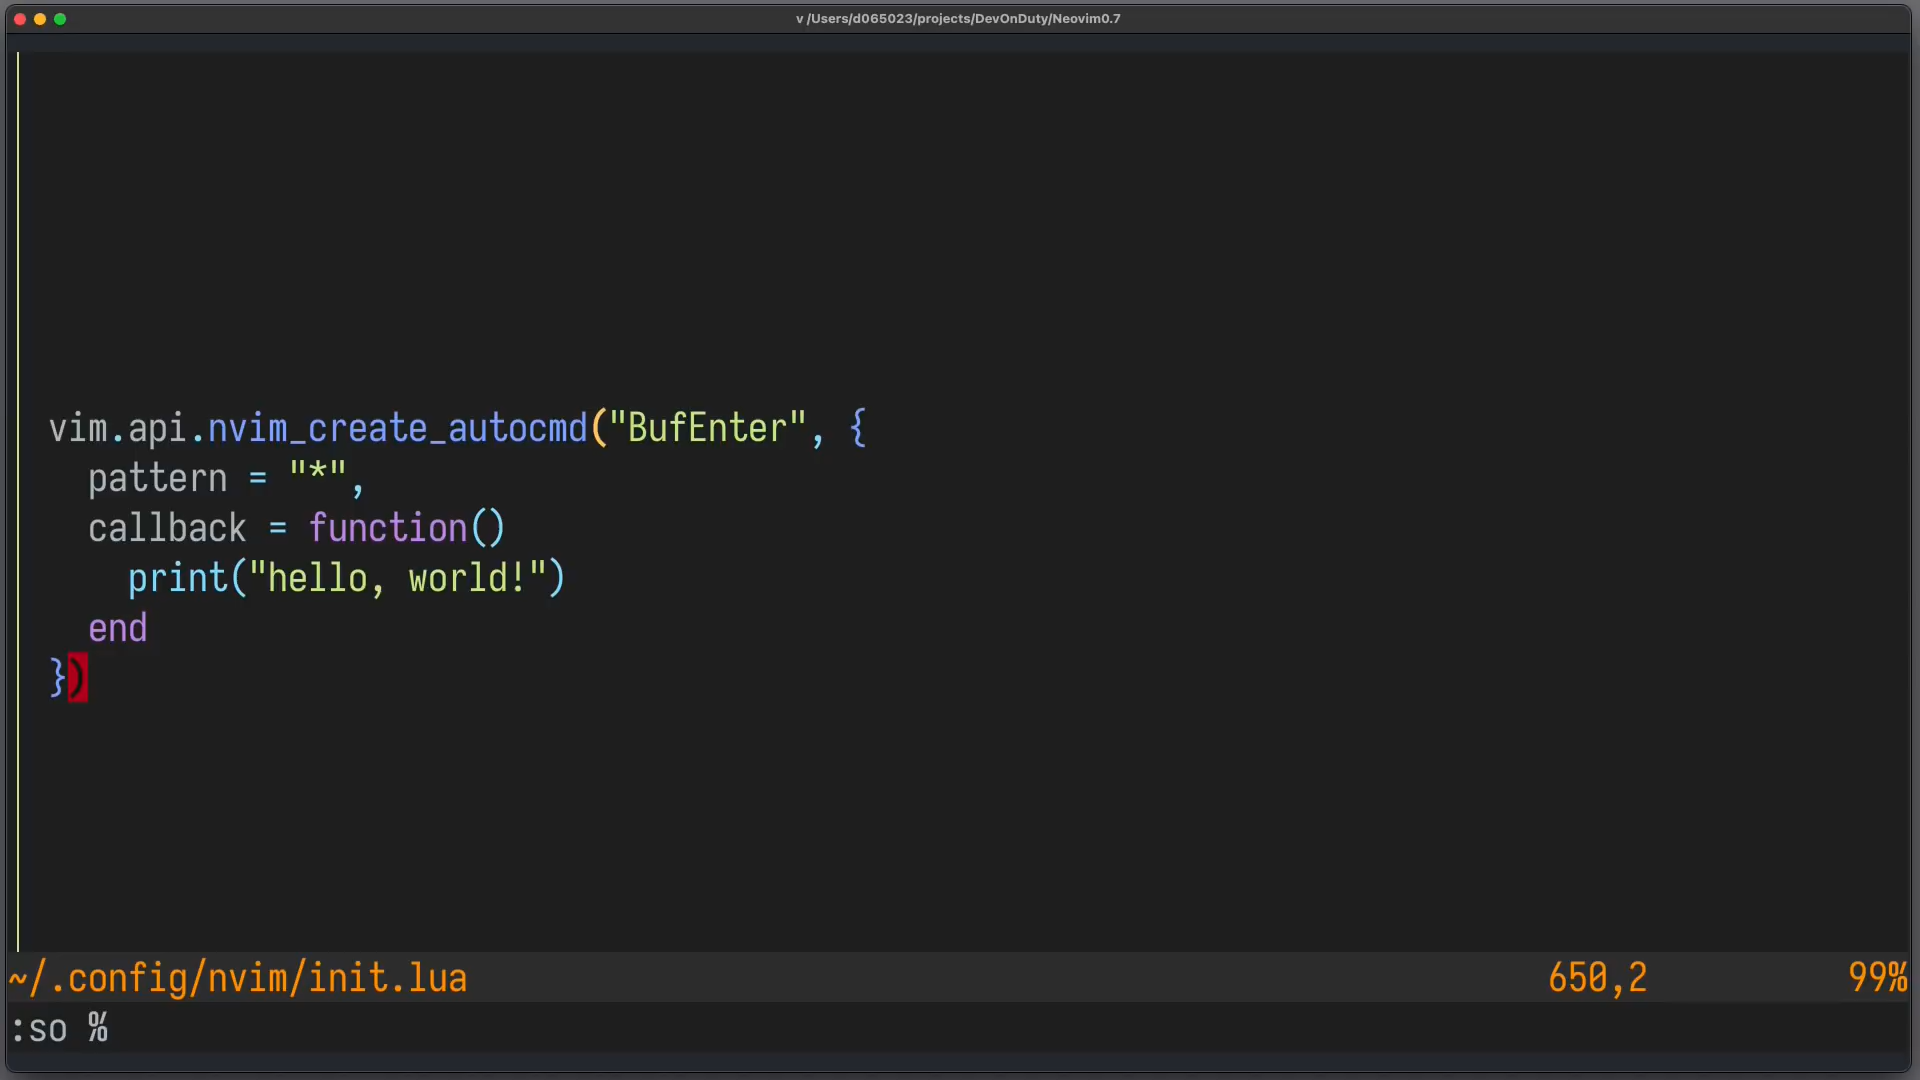 v /Users/d065023/projects/DevOnDuty/Neovim0.7
vim.api.nvim_create_autocmd("BufEnter", {
  pattern = "*",
  callback = function()
    print("hello, world!")
  end
})
~/.config/nvim/init.lua 650,2 99%
:so %